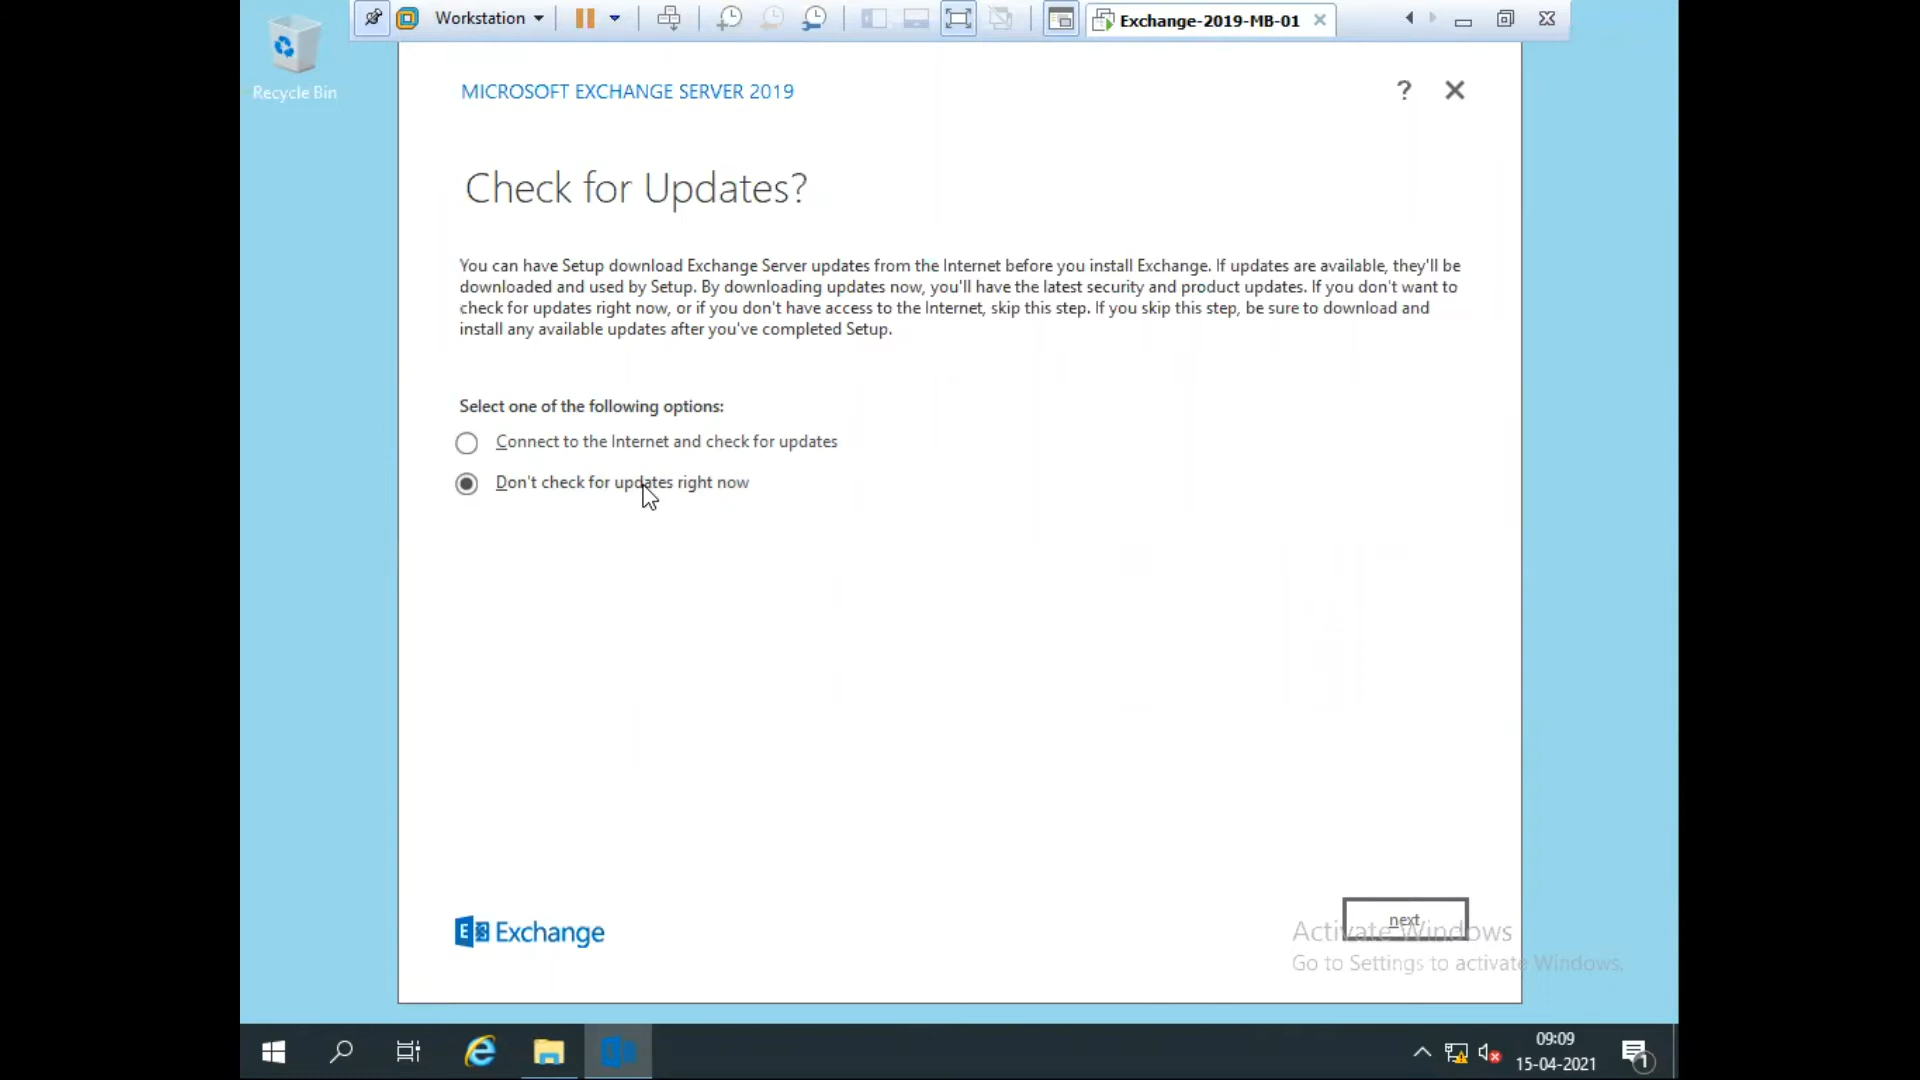 Workstation
Exchange-2019-MB-01
Recycle Bin
MICROSOFT EXCHANGE SERVER 2019
?
Check for Updates?
You can have Setup download Exchange Server updates from the Internet before you install Exchange. If updates are available, they'll be
downloaded and used by Setup. By downloading updates now, you'll have the latest security and product updates. If you don't want to
check for updates right now, or if you don't have access to the Internet, skip this step. If you skip this step, be sure to download and
install any available updates after you've completed Setup.
Select one of the following options:
Connect to the Internet and check for updates
Don't check for updates right now
Exchange
next
Activate Windows
Go to Settings to activate Windows.
09:09
15-04-2021
1